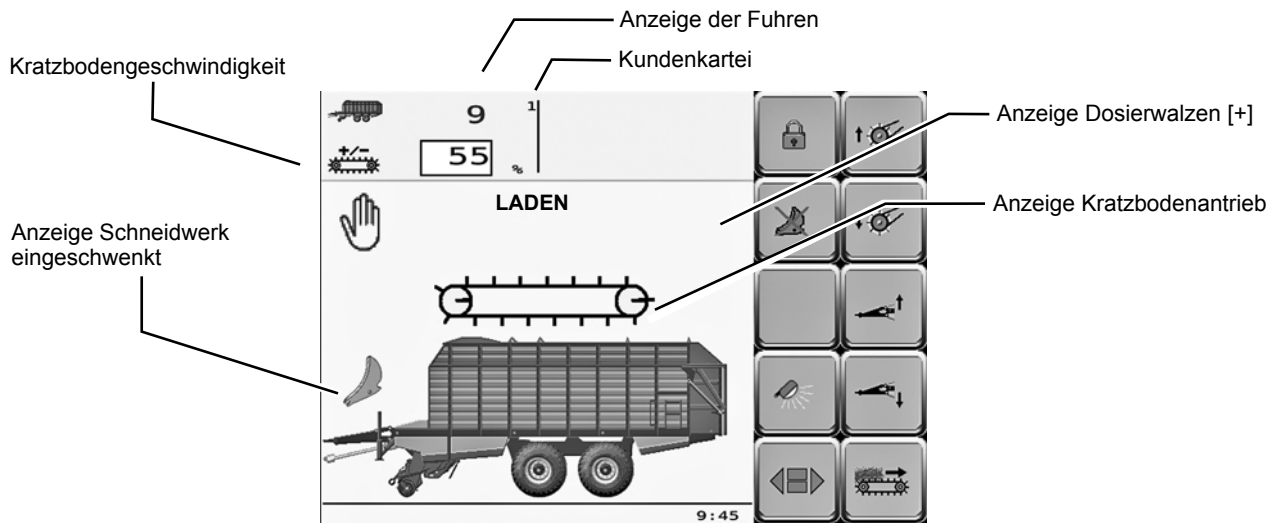 Anzeige der Fuhren
Kundenkartei
Kratzbodengeschwindigkeit
9
1
+/-
55
%
Anzeige Dosierwalzen [+]
LADEN
Anzeige Kratzbodenantrieb
Anzeige Schneidwerk
eingeschwenkt
9:45